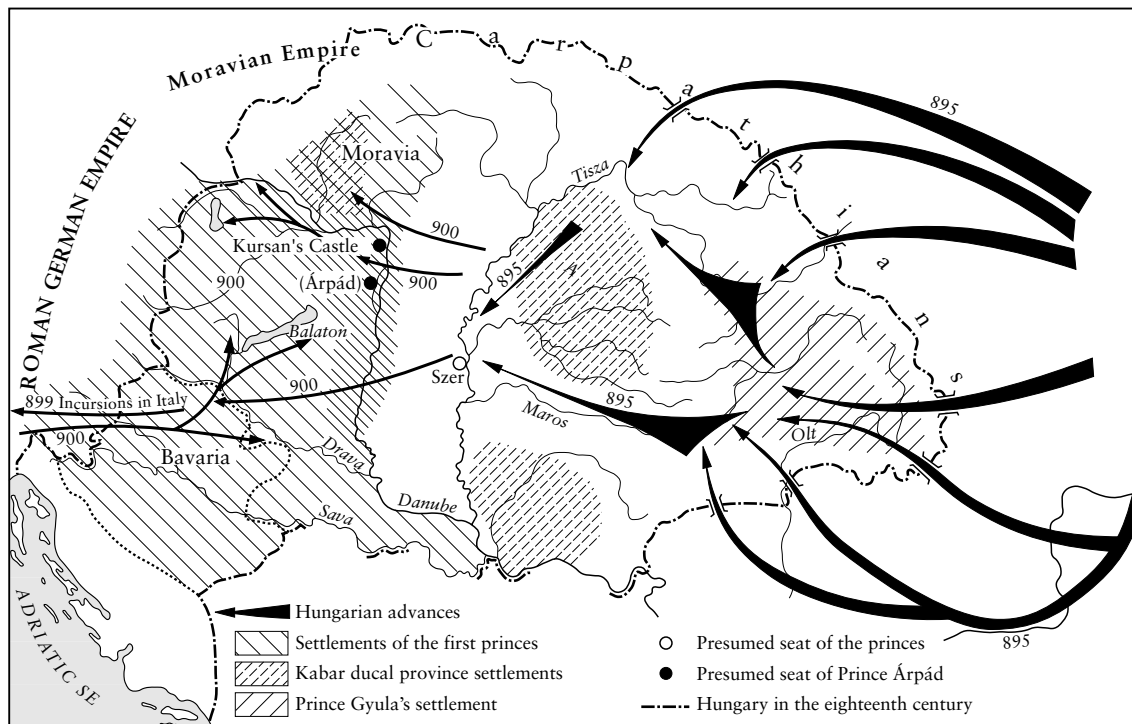 Moravian Empire
Carpathians
ROMAN GERMAN EMPIRE
895
Moravia
Tisza
900
Kursan's Castle
900
(Árpád)
900
895
A
Balaton
Szer
900
899 Incursions in Italy
895
Maros
Olt
900
Bavaria
Drava
Danube
Sava
895
ADRIATIC SE
Hungarian advances
Settlements of the first princes
Kabar ducal province settlements
Prince Gyula's settlement
Presumed seat of the princes
Presumed seat of Prince Árpád
Hungary in the eighteenth century